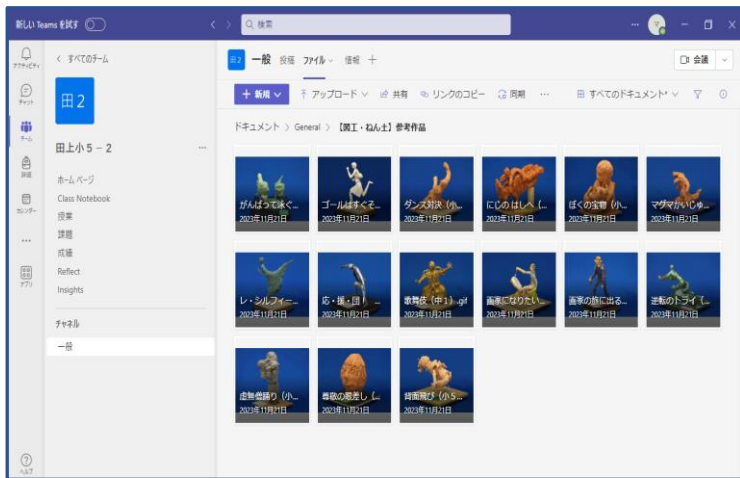 新しい Teams を試す
検索
アクティビティ
チャット
チーム
課題
カレンダー
アプリ
ヘルプ
すべてのチーム
田2
田上小５－２
ホーム ページ
Class Notebook
授業
課題
成績
Reflect
Insights
チャネル
一般
田2 一般 投稿 ファイル 情報
会議
新規 アップロード 共有 リンクのコピー 同期 … すべてのドキュメント*
ドキュメント > General > 【図工・ねん土】参考作品
がんばって泳ぐ...
2023年11月21日
ゴールはすぐそ...
2023年11月21日
ダンス対決（小...
2023年11月21日
にじの はしへ（...
2023年11月21日
ぼくの宝物（小...
2023年11月21日
マグマかいじゅ...
2023年11月21日
レ・シルフィー...
2023年11月21日
応・援・団！
2023年11月21日
歌舞伎（中１）.gif
2023年11月21日
画家になりたい...
2023年11月21日
画家の旅に出る...
2023年11月21日
逆転のトライ（...
2023年11月21日
虚無僧踊り（小...
2023年11月21日
尊敬の眼差し（...
2023年11月21日
背面飛び（小５...
2023年11月21日